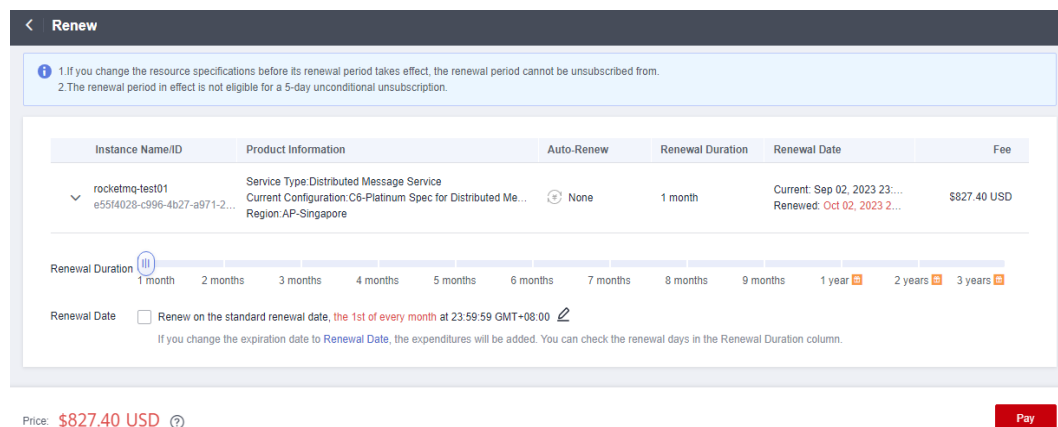 Renew
1.If you change the resource specifications before its renewal period takes effect, the renewal period cannot be unsubscribed from.
2.The renewal period in effect is not eligible for a 5-day unconditional unsubscription.
Instance Name/ID Product Information Auto-Renew Renewal Duration Renewal Date Fee
rocketmq-test01
e55f4028-c996-4b27-a971-2...
Service Type:Distributed Message Service
Current Configuration:C6-Platinum Spec for Distributed Me...
Region:AP-Singapore
None
1 month
Current: Sep 02, 2023 23:...
Renewed: Oct 02, 2023 2...
$827.40 USD
Renewal Duration
1 month 2 months 3 months 4 months 5 months 6 months 7 months 8 months 9 months 1 year 2 years 3 years
Renewal Date Renew on the standard renewal date, the 1st of every month at 23:59:59 GMT+08:00
If you change the expiration date to Renewal Date, the expenditures will be added. You can check the renewal days in the Renewal Duration column.
Price: $827.40 USD
Pay